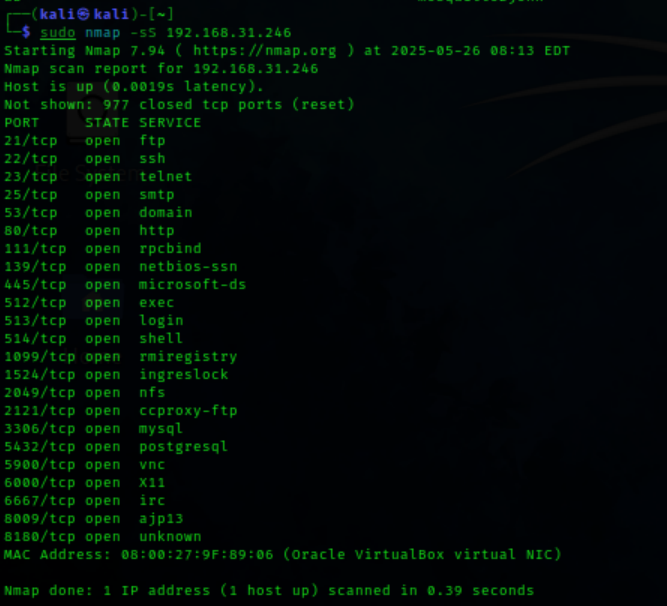 (kali㉿kali)-[~]
$ sudo nmap -sS 192.168.31.246
Starting Nmap 7.94 ( https://nmap.org ) at 2025-05-26 08:13 EDT
Nmap scan report for 192.168.31.246
Host is up (0.0019s latency).
Not shown: 977 closed tcp ports (reset)
PORT     STATE SERVICE
21/tcp   open  ftp
22/tcp   open  ssh
23/tcp   open  telnet
25/tcp   open  smtp
53/tcp   open  domain
80/tcp   open  http
111/tcp  open  rpcbind
139/tcp  open  netbios-ssn
445/tcp  open  microsoft-ds
512/tcp  open  exec
513/tcp  open  login
514/tcp  open  shell
1099/tcp open  rmiregistry
1524/tcp open  ingreslock
2049/tcp open  nfs
2121/tcp open  ccproxy-ftp
3306/tcp open  mysql
5432/tcp open  postgresql
5900/tcp open  vnc
6000/tcp open  X11
6667/tcp open  irc
8009/tcp open  ajp13
8180/tcp open  unknown
MAC Address: 08:00:27:9F:89:06 (Oracle VirtualBox virtual NIC)
Nmap done: 1 IP address (1 host up) scanned in 0.39 seconds